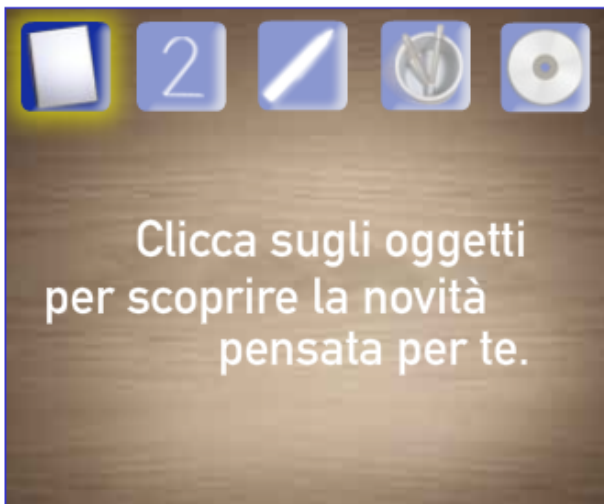 2
Clicca sugli oggetti
per scoprire la novità
pensata per te.